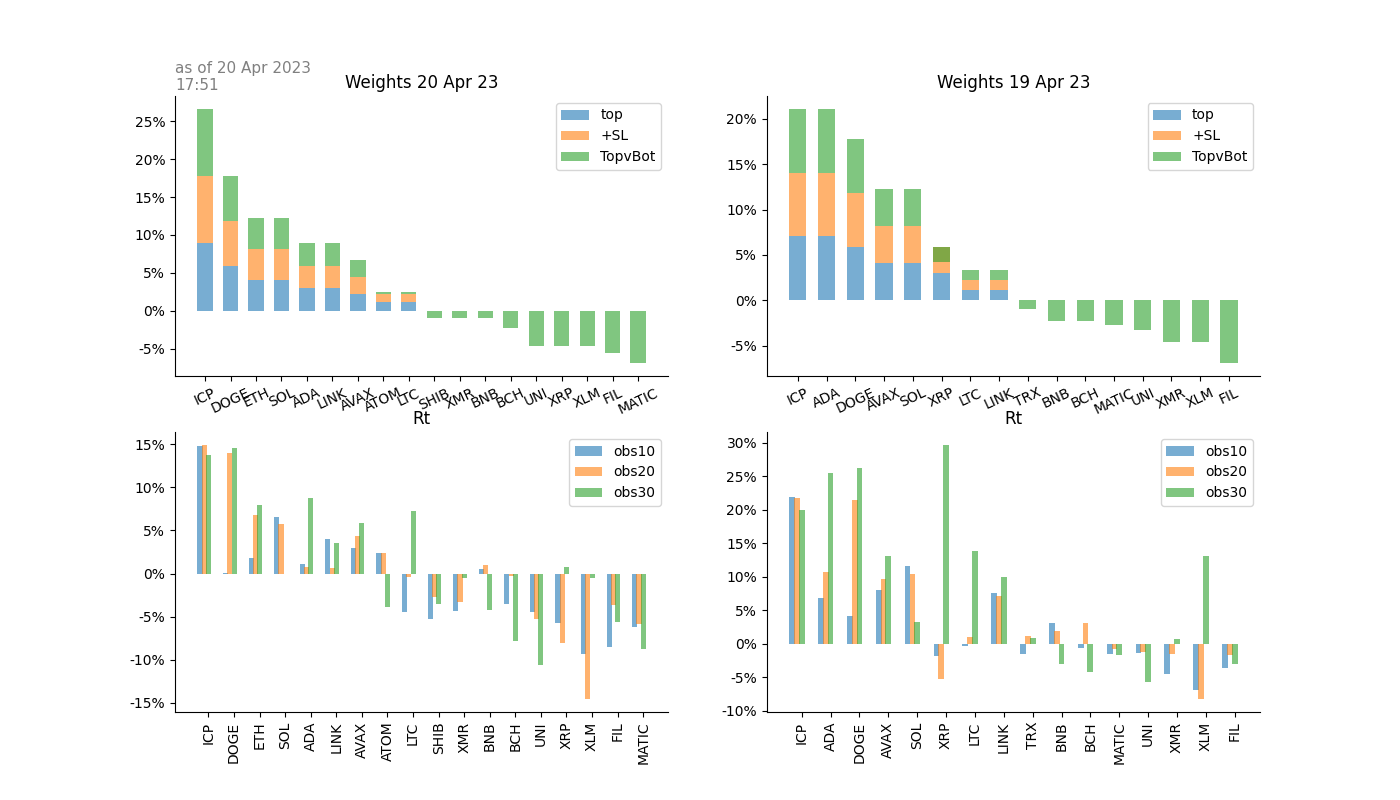 as of 20 Apr 2023
17:51
Weights 20 Apr 23
25%
20%
15%
10%
5%
0%
-5%
top
+SL
TopvBot
ICP DOGE ETH SOL ADA LINK AVAX ATOM LTC SHIB XMR BNB BCH UNI XRP XLM FIL MATIC
Weights 19 Apr 23
20%
15%
10%
5%
0%
-5%
top
+SL
TopvBot
ICP ADA DOGE AVAX SOL XRP LTC LINK TRX BNB BCH MATIC UNI XMR XLM FIL
Rt
15%
10%
5%
0%
-5%
-10%
-15%
obs10
obs20
obs30
ICP DOGE ETH SOL ADA LINK AVAX ATOM LTC SHIB XMR BNB BCH UNI XRP XLM FIL MATIC
Rt
30%
25%
20%
15%
10%
5%
0%
-5%
-10%
obs10
obs20
obs30
ICP ADA DOGE AVAX SOL XRP LTC LINK TRX BNB BCH MATIC UNI XMR XLM FIL